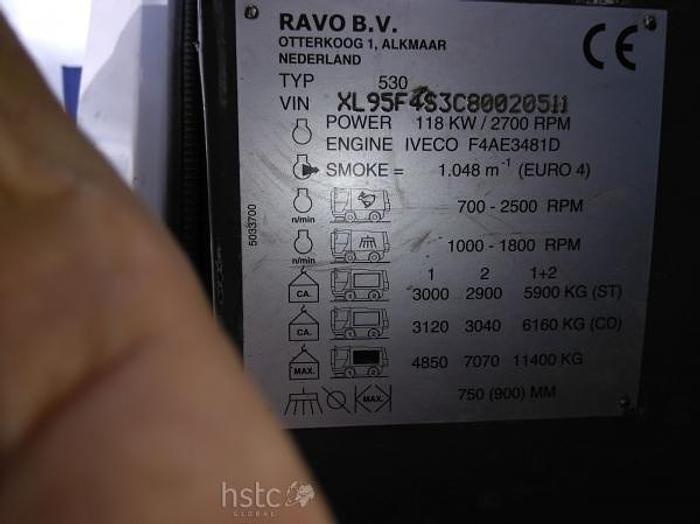 RAVO B.V.
OTTERKOOG 1, ALKMAAR
NEDERLAND
CE
TYP 530
VIN XL95F4S3C80020511
POWER 118 KW / 2700 RPM
ENGINE IVECO F4AE3481D
SMOKE = 1.048 m⁻¹ (EURO 4)
n/min 700 - 2500 RPM
n/min 1000 - 1800 RPM
1 2 1+2
CA. 3000 2900 5900 KG (ST)
CA. 3120 3040 6160 KG (CO)
MAX. 4850 7070 11400 KG
MAX. 750 (900) MM
5033700
hstc
GLOBAL